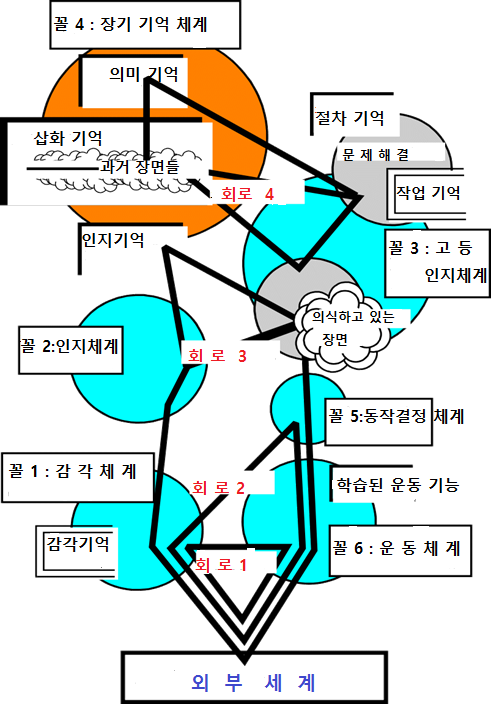 꼴 4 : 장기 기억 체계
의미 기억
절차 기억
삽화 기억
문 제 해 결
과거 장면들
회로 4
작업 기억
인지기억
꼴 3 : 고 등
인지체계
의식하고 있는
장면
꼴 2:인지체계
회 로 3
꼴 5:동작결정 체계
꼴 1 : 감 각 체 계
회 로 2
학습된 운동 기능
감각기억
회 로 1
꼴 6 : 운 동 체 계
외 부 세 계